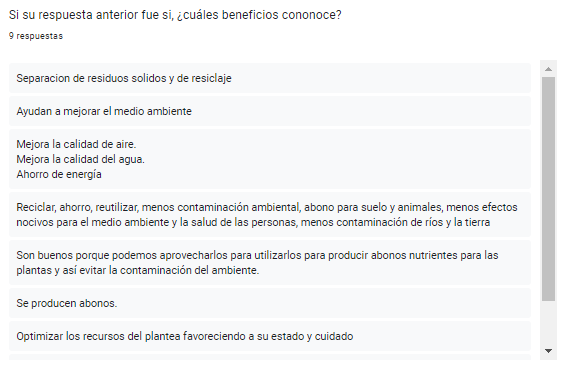 Si su respuesta anterior fue si, ¿cuáles beneficios cononoce?
9 respuestas
Separacion de residuos solidos y de resiclaje
Ayudan a mejorar el medio ambiente
Mejora la calidad de aire.
Mejora la calidad del agua.
Ahorro de energía
Reciclar, ahorro, reutilizar, menos contaminación ambiental, abono para suelo y animales, menos efectos
nocivos para el medio ambiente y la salud de las personas, menos contaminación de ríos y la tierra
Son buenos porque podemos aprovecharlos para utilizarlos para producir abonos nutrientes para las
plantas y así evitar la contaminación del ambiente.
Se producen abonos.
Optimizar los recursos del plantea favoreciendo a su estado y cuidado